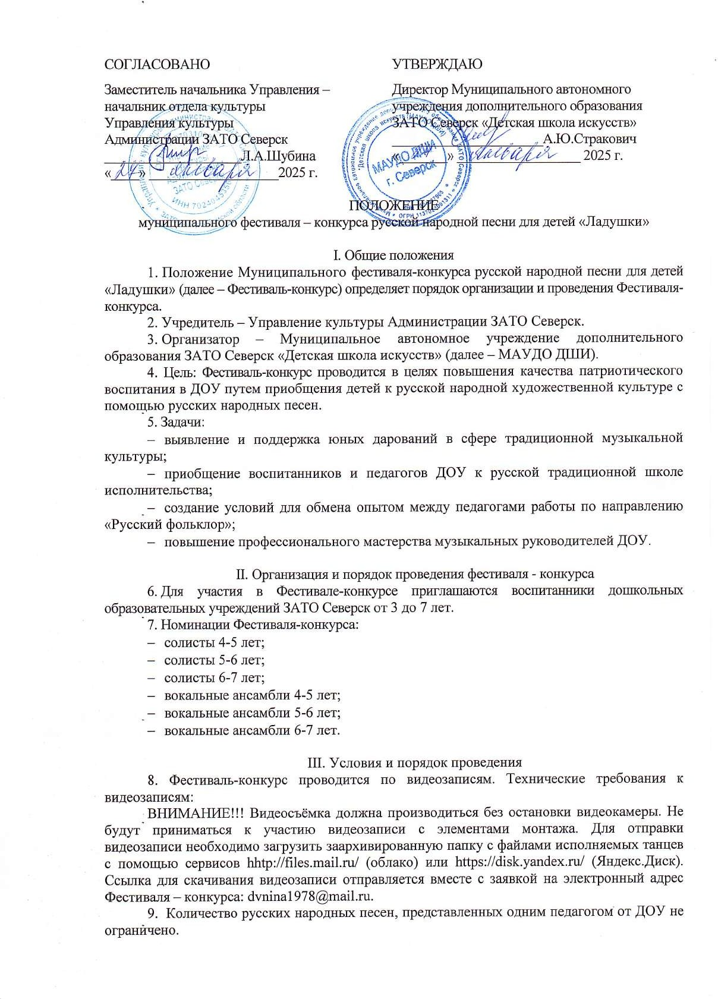 СОГЛАСОВАНО
Заместитель начальника Управления –
начальник отдела культуры
Управления культуры
Администрации ЗАТО Северск
Л.А.Шубина
« » января 2025 г.
УТВЕРЖДАЮ
Директор Муниципального автономного
учреждения дополнительного образования
ЗАТО Северск «Детская школа искусств»
А.Ю.Стракович
« » января 2025 г.
МАУДО ДШИ
г. Северск
ПОЛОЖЕНИЕ
муниципального фестиваля – конкурса русской народной песни для детей «Ладушки»
I. Общие положения
1. Положение Муниципального фестиваля-конкурса русской народной песни для детей
«Ладушки» (далее – Фестиваль-конкурс) определяет порядок организации и проведения Фестиваля-
конкурса.
2. Учредитель – Управление культуры Администрации ЗАТО Северск.
3. Организатор – Муниципальное автономное учреждение дополнительного
образования ЗАТО Северск «Детская школа искусств» (далее – МАУДО ДШИ).
4. Цель: Фестиваль-конкурс проводится в целях повышения качества патриотического
воспитания в ДОУ путем приобщения детей к русской народной художественной культуре с
помощью русских народных песен.
5. Задачи:
– выявление и поддержка юных дарований в сфере традиционной музыкальной
культуры;
– приобщение воспитанников и педагогов ДОУ к русской традиционной школе
исполнительства;
– создание условий для обмена опытом между педагогами работы по направлению
«Русский фольклор»;
– повышение профессионального мастерства музыкальных руководителей ДОУ.
II. Организация и порядок проведения фестиваля - конкурса
6. Для участия в Фестивале-конкурсе приглашаются воспитанники дошкольных
образовательных учреждений ЗАТО Северск от 3 до 7 лет.
7. Номинации Фестиваля-конкурса:
– солисты 4-5 лет;
– солисты 5-6 лет;
– солисты 6-7 лет;
– вокальные ансамбли 4-5 лет;
– вокальные ансамбли 5-6 лет;
– вокальные ансамбли 6-7 лет.
III. Условия и порядок проведения
8. Фестиваль-конкурс проводится по видеозаписям. Технические требования к
видеозаписям:
ВНИМАНИЕ!!! Видеосъёмка должна производиться без остановки видеокамеры. Не
будут приниматься к участию видеозаписи с элементами монтажа. Для отправки
видеозаписи необходимо загрузить заархивированную папку с файлами исполняемых танцев
с помощью сервисов hhtp://files.mail.ru/ (облако) или https://disk.yandex.ru/ (Яндекс.Диск).
Ссылка для скачивания видеозаписи отправляется вместе с заявкой на электронный адрес
Фестиваля – конкурса: dvnina1978@mail.ru.
9. Количество русских народных песен, представленных одним педагогом от ДОУ не
ограничено.